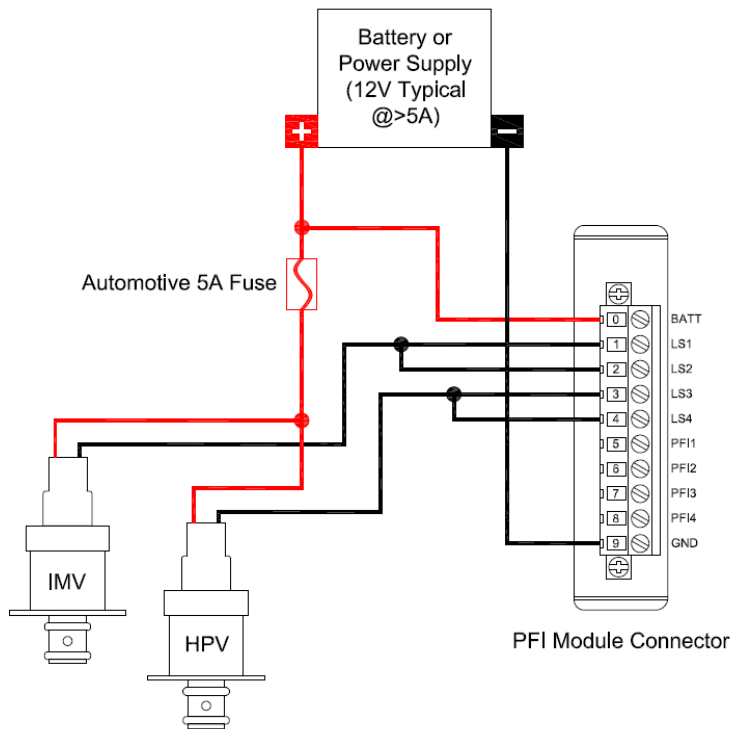 Battery or
Power Supply
(12V Typical
@>5A)
+
−
Automotive 5A Fuse
0 BATT
1 LS1
2 LS2
3 LS3
4 LS4
5 PFI1
6 PFI2
7 PFI3
8 PFI4
9 GND
IMV
HPV
PFI Module Connector